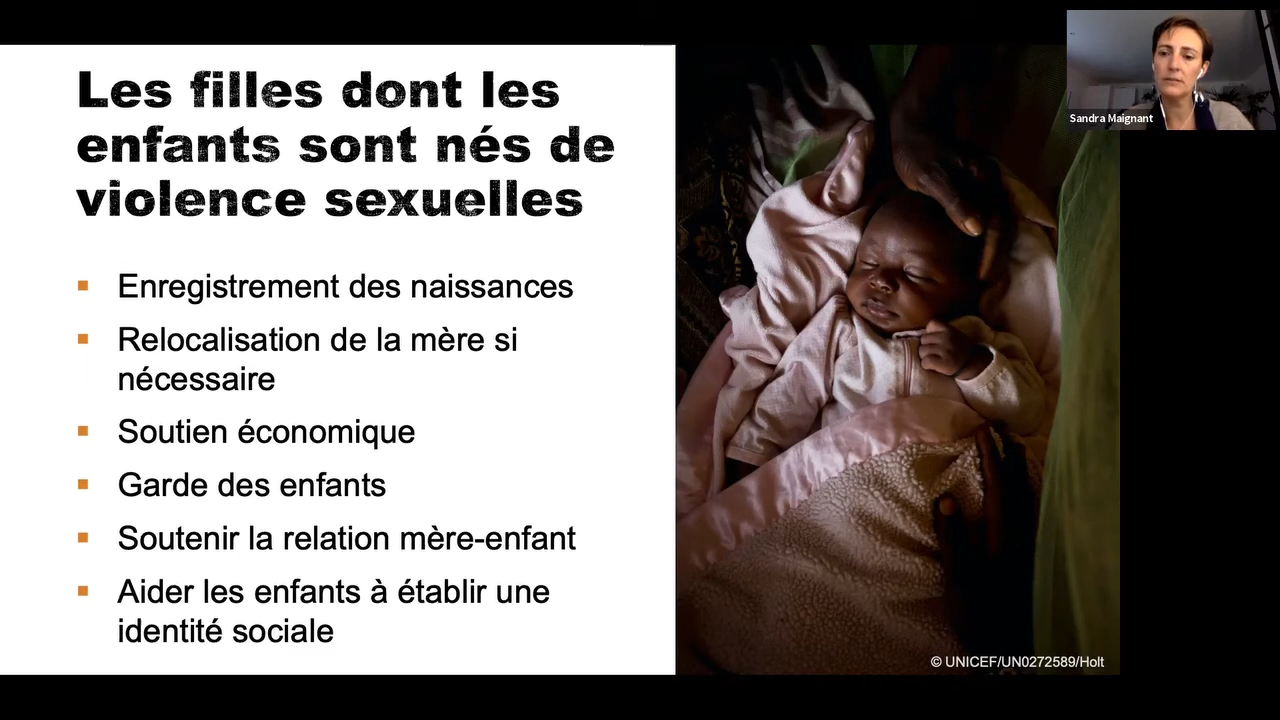 Les filles dont les
enfants sont nés de
violence sexuelles
Enregistrement des naissances
Relocalisation de la mère si
nécessaire
Soutien économique
Garde des enfants
Soutenir la relation mère-enfant
Aider les enfants à établir une
identité sociale
© UNICEF/UN0272589/Holt
Sandra Maignant